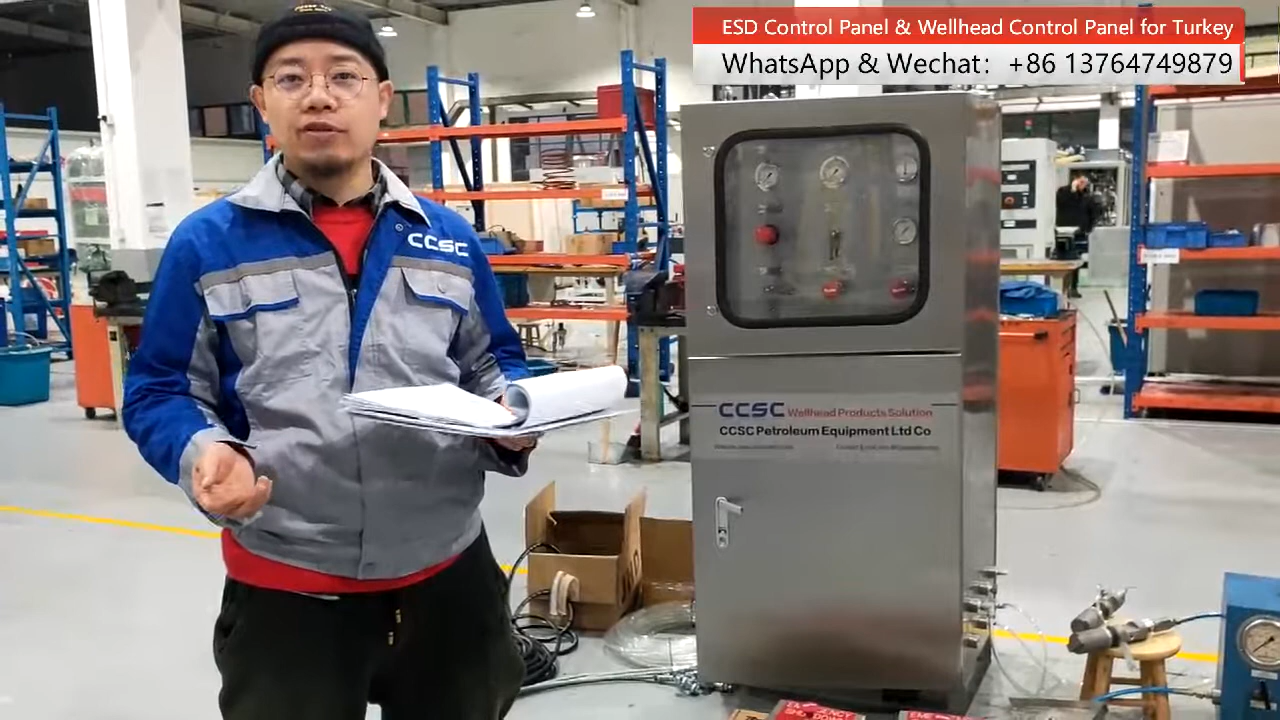 ESD Control Panel & Wellhead Control Panel for Turkey
WhatsApp & Wechat: +86 13764749879
CCSC
CCSC Wellhead Products Solution
CCSC Petroleum Equipment Ltd Co
EMERGENCY